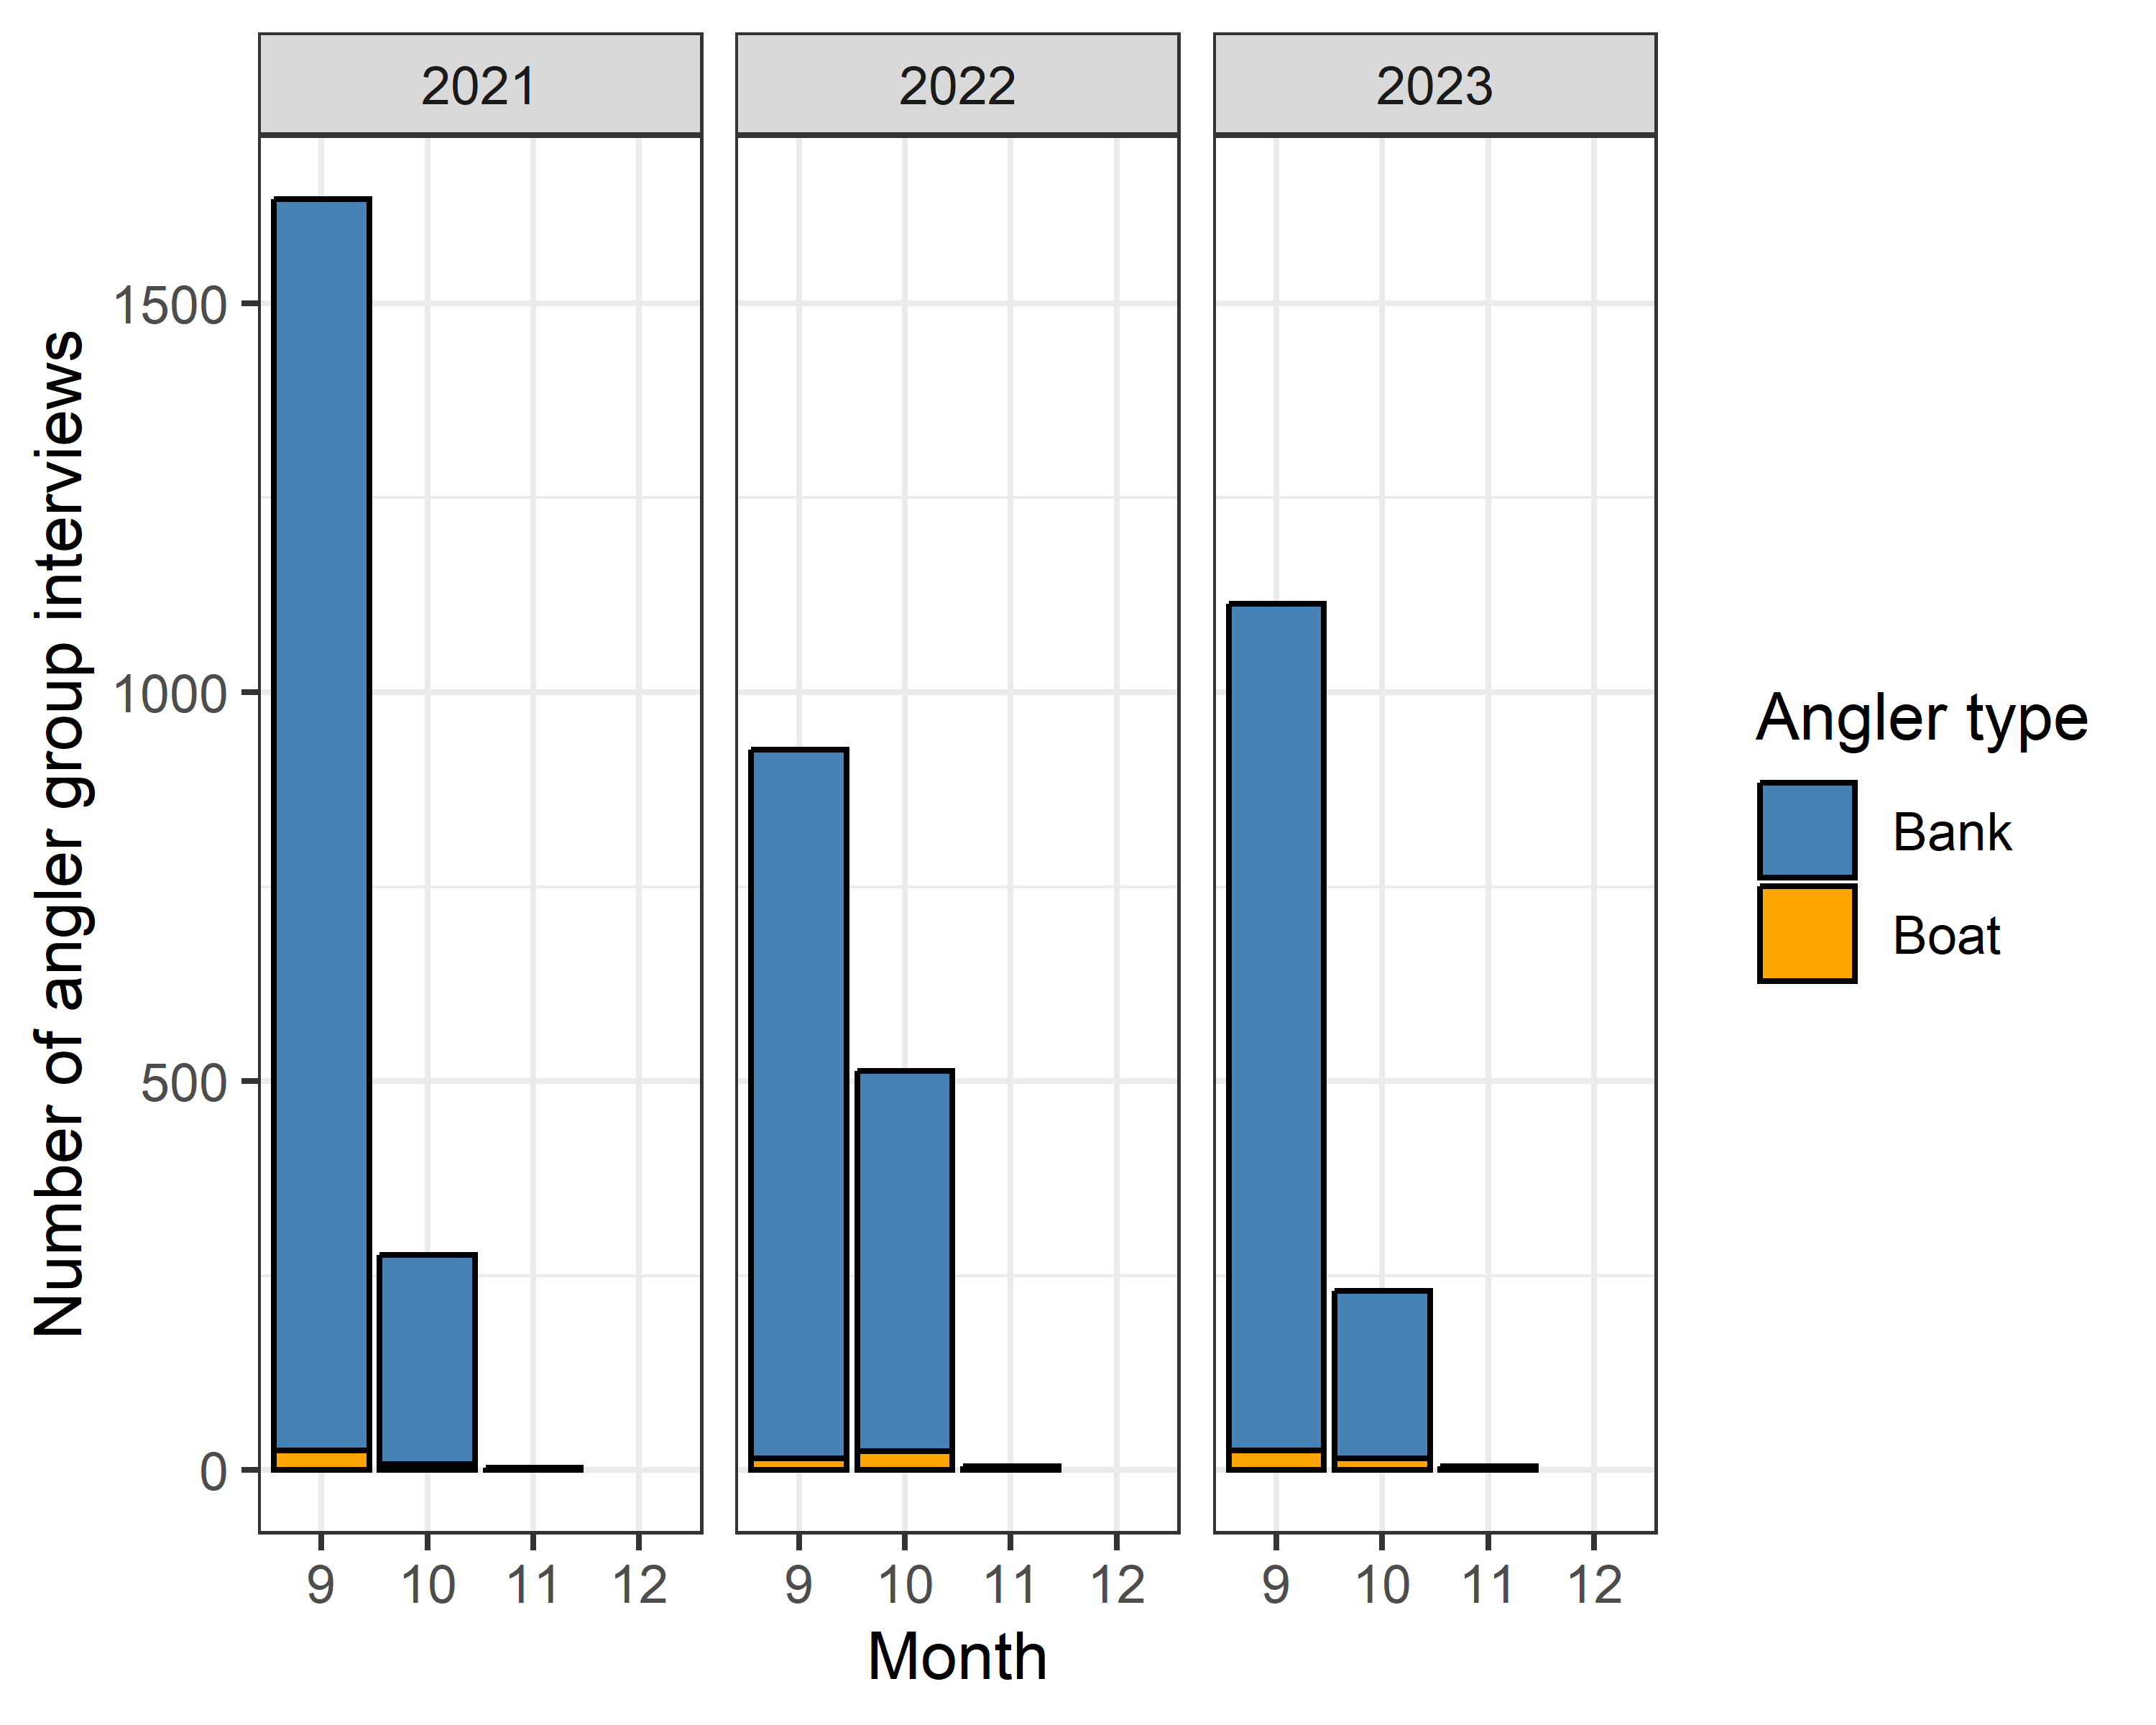 2021 2022 2023
Number of angler group interviews
1500
1000
500
0
9 10 11 12 9 10 11 12 9 10 11 12
Month
Angler type
Bank
Boat